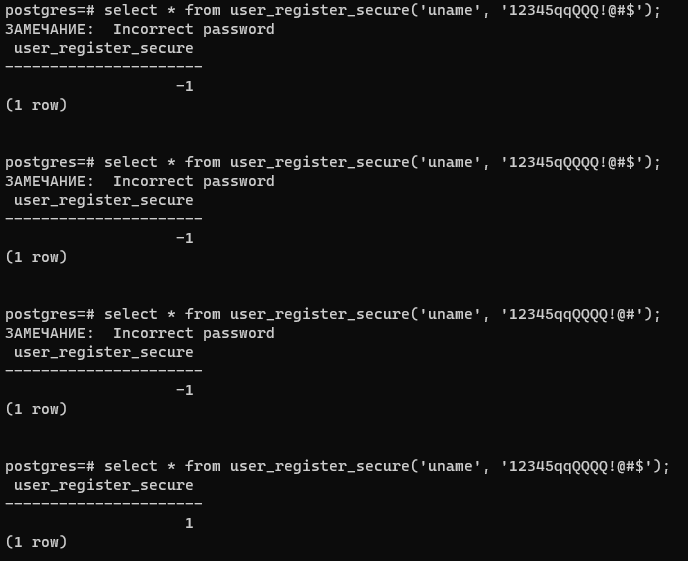 postgres=# select * from user_register_secure('uname', '12345qqQQQ!@#$');
ЗАМЕЧАНИЕ:  Incorrect password
 user_register_secure
----------------------
                   -1
(1 row)
postgres=# select * from user_register_secure('uname', '12345qQQQQ!@#$');
ЗАМЕЧАНИЕ:  Incorrect password
 user_register_secure
----------------------
                   -1
(1 row)
postgres=# select * from user_register_secure('uname', '12345qqQQQQ!@#');
ЗАМЕЧАНИЕ:  Incorrect password
 user_register_secure
----------------------
                   -1
(1 row)
postgres=# select * from user_register_secure('uname', '12345qqQQQQ!@#$');
 user_register_secure
----------------------
                    1
(1 row)